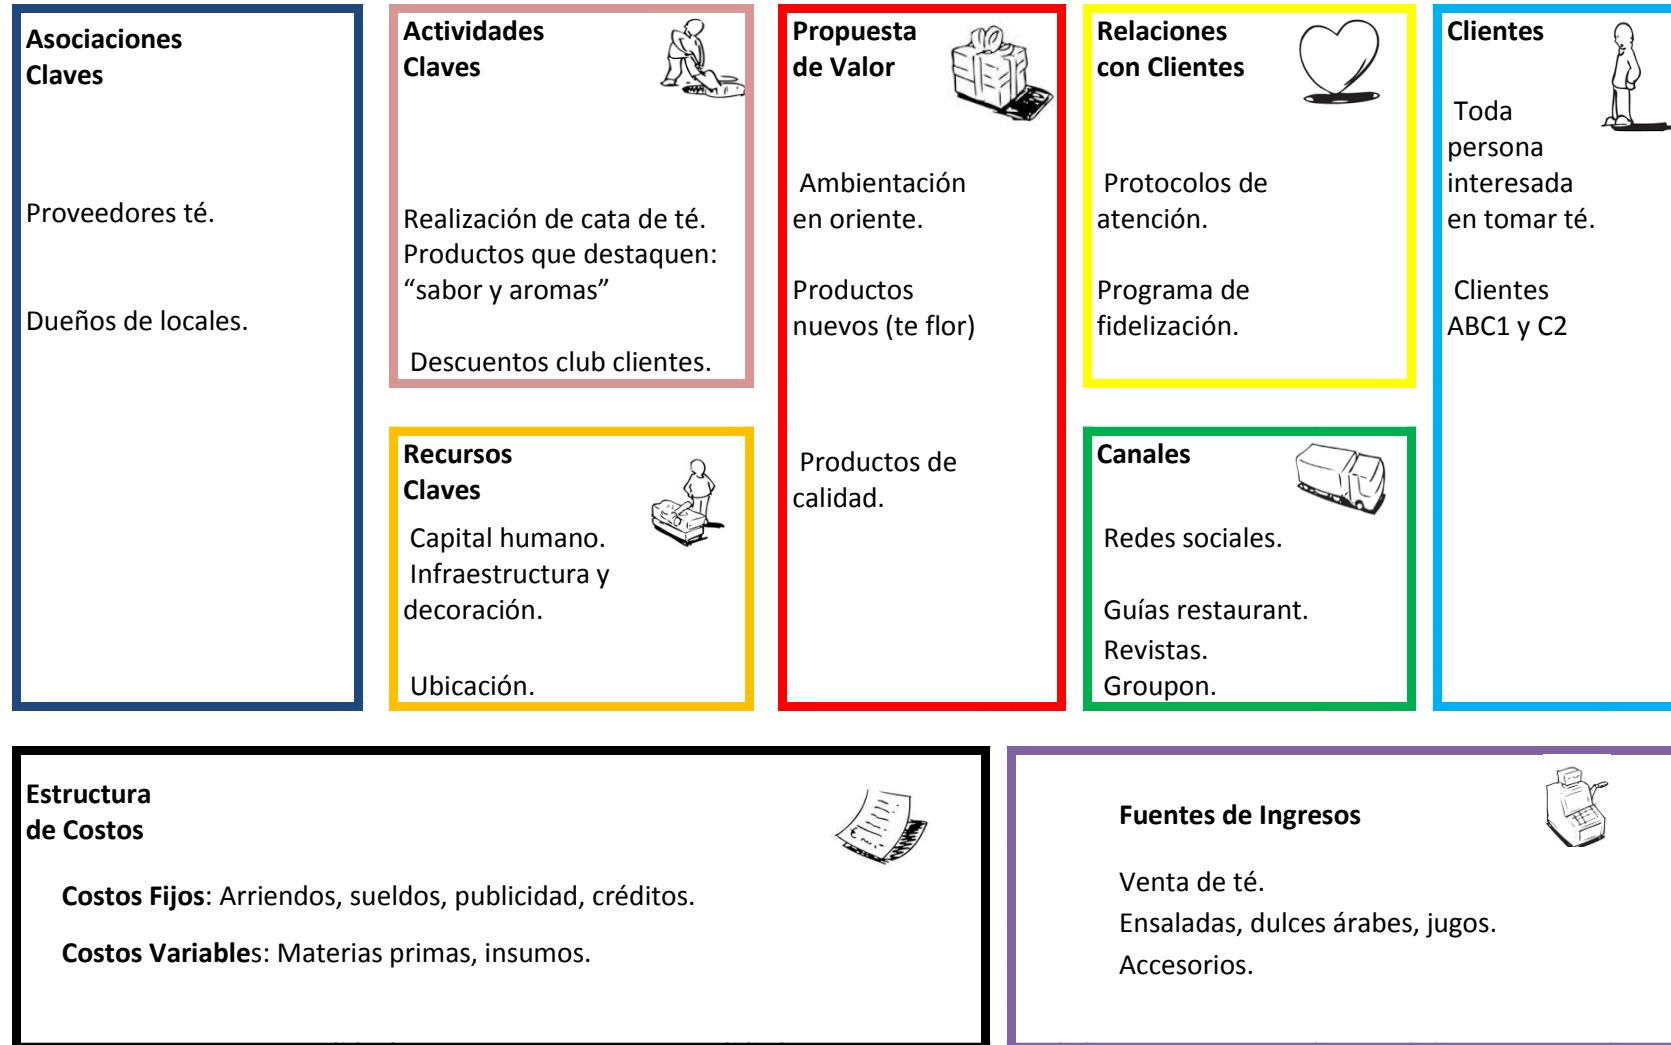 Asociaciones
Claves
Proveedores té.
Dueños de locales.
Actividades
Claves
Realización de cata de té.
Productos que destaquen:
“sabor y aromas”
Descuentos club clientes.
Recursos
Claves
Capital humano.
Infraestructura y
decoración.
Ubicación.
Propuesta
de Valor
Ambientación
en oriente.
Productos
nuevos (te flor)
Productos de
calidad.
Relaciones
con Clientes
Protocolos de
atención.
Programa de
fidelización.
Canales
Redes sociales.
Guías restaurant.
Revistas.
Groupon.
Clientes
Toda
persona
interesada
en tomar té.
Clientes
ABC1 y C2
Estructura
de Costos
Costos Fijos: Arriendos, sueldos, publicidad, créditos.
Costos Variables: Materias primas, insumos.
Fuentes de Ingresos
Venta de té.
Ensaladas, dulces árabes, jugos.
Accesorios.